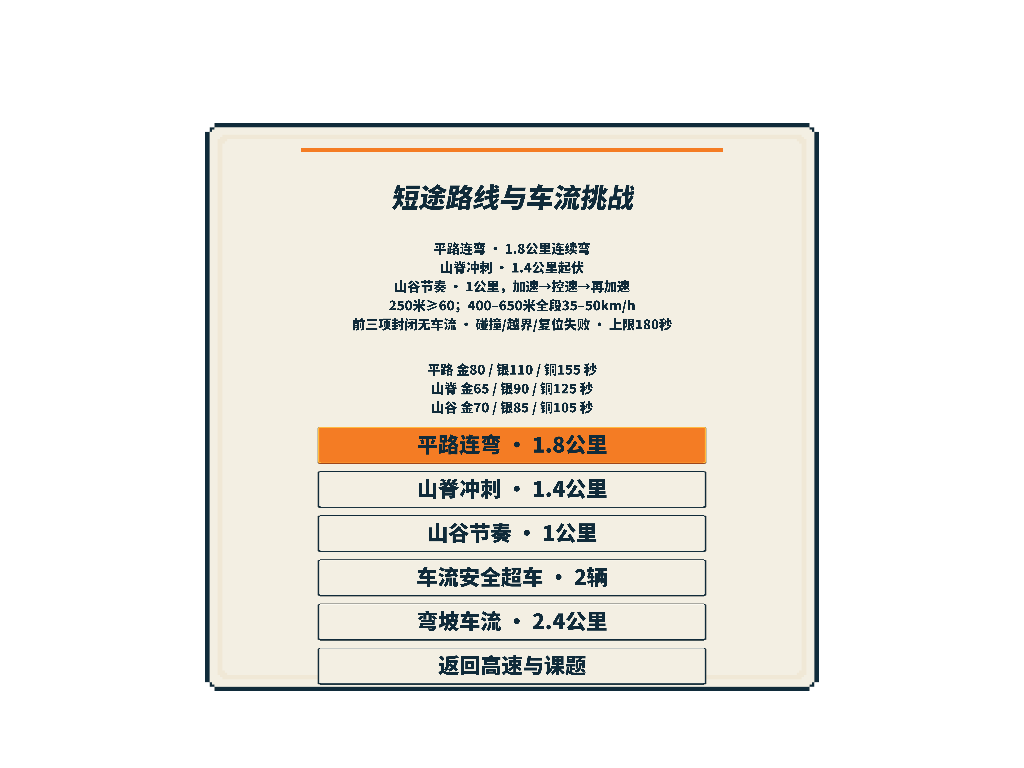 短途路线与车流挑战
平路连弯 · 1.8公里连续弯
山脊冲刺 · 1.4公里起伏
山谷节奏 · 1公里，加速→控速→再加速
250米≥60；400–650米全段35–50km/h
前三项封闭无车流 · 碰撞/越界/复位失败 · 上限180秒
平路 金80 / 银110 / 铜155 秒
山脊 金65 / 银90 / 铜125 秒
山谷 金70 / 银85 / 铜105 秒
平路连弯 · 1.8公里
山脊冲刺 · 1.4公里
山谷节奏 · 1公里
车流安全超车 · 2辆
弯坡车流 · 2.4公里
返回高速与课题